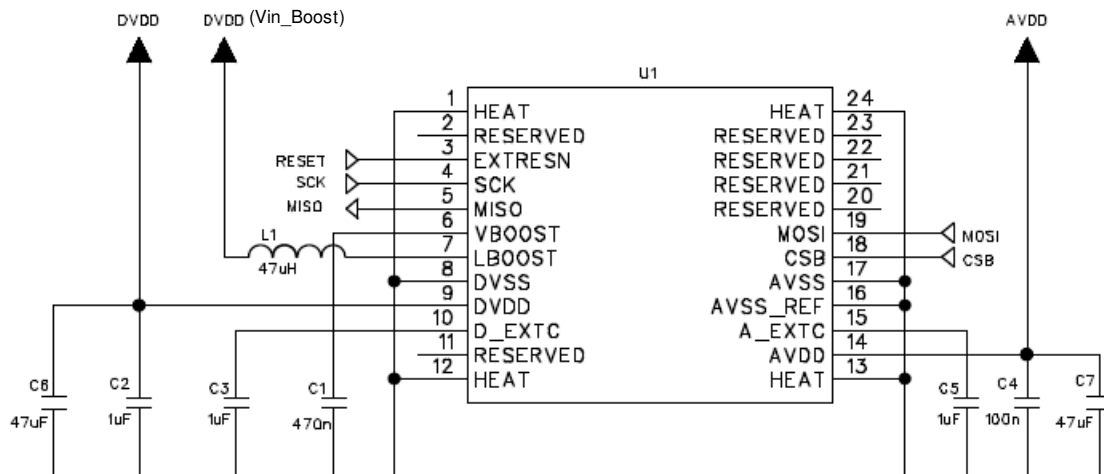 DVDD
DVDD (Vin_Boost)
AVDD
U1
1 HEAT HEAT 24
2 RESERVED RESERVED 23
RESET 3 EXTRESN RESERVED 22
SCK 4 SCK RESERVED 21
MISO 5 MISO RESERVED 20
6 VBOOST MOSI 19 MOSI
L1 7 LBOOST CSB 18 CSB
47uH
8 DVSS AVSS 17
9 DVDD AVSS_REF 16
10 D_EXTC A_EXTC 15
11 RESERVED AVDD 14
12 HEAT HEAT 13
C6 C2 C3 C1 C5 C4 C7
47uF 1uF 1uF 470n 1uF 100n 47uF